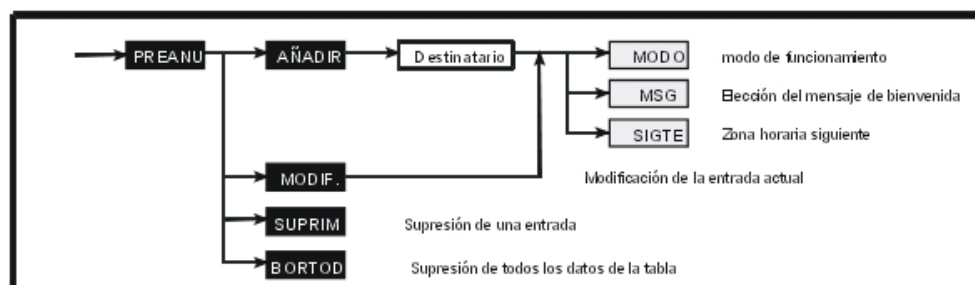 PREANU AÑADIR Destinatario MODO modo de funcionamiento
MSG Elección del mensaje de bienvenida
SIGTE Zona horaria siguiente
MODIF. Modificación de la entrada actual
SUPRIM Supresión de una entrada
BORTOD Supresión de todos los datos de la tabla